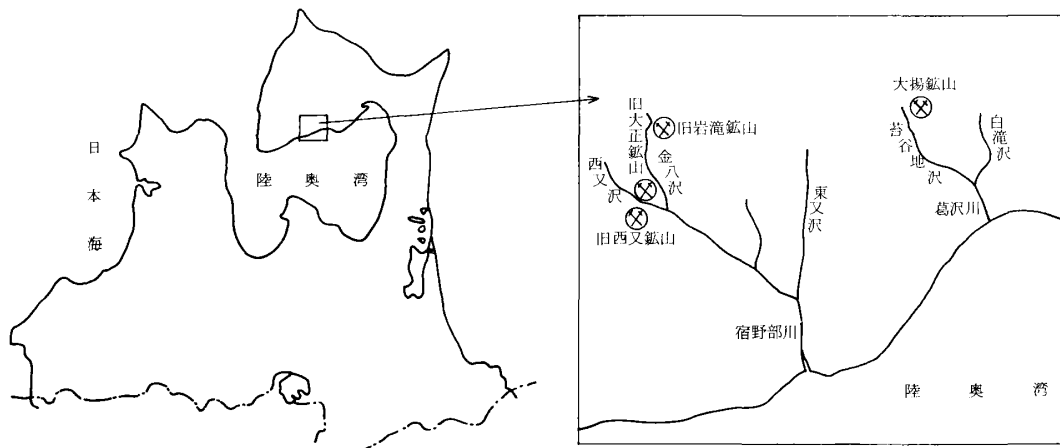 日本海
陸奥湾
大揚鉱山
旧大正鉱山
旧岩滝鉱山
金八沢
西又沢
旧西又鉱山
東又沢
苔谷地沢
白滝沢
葛沢川
宿野部川
陸奥湾